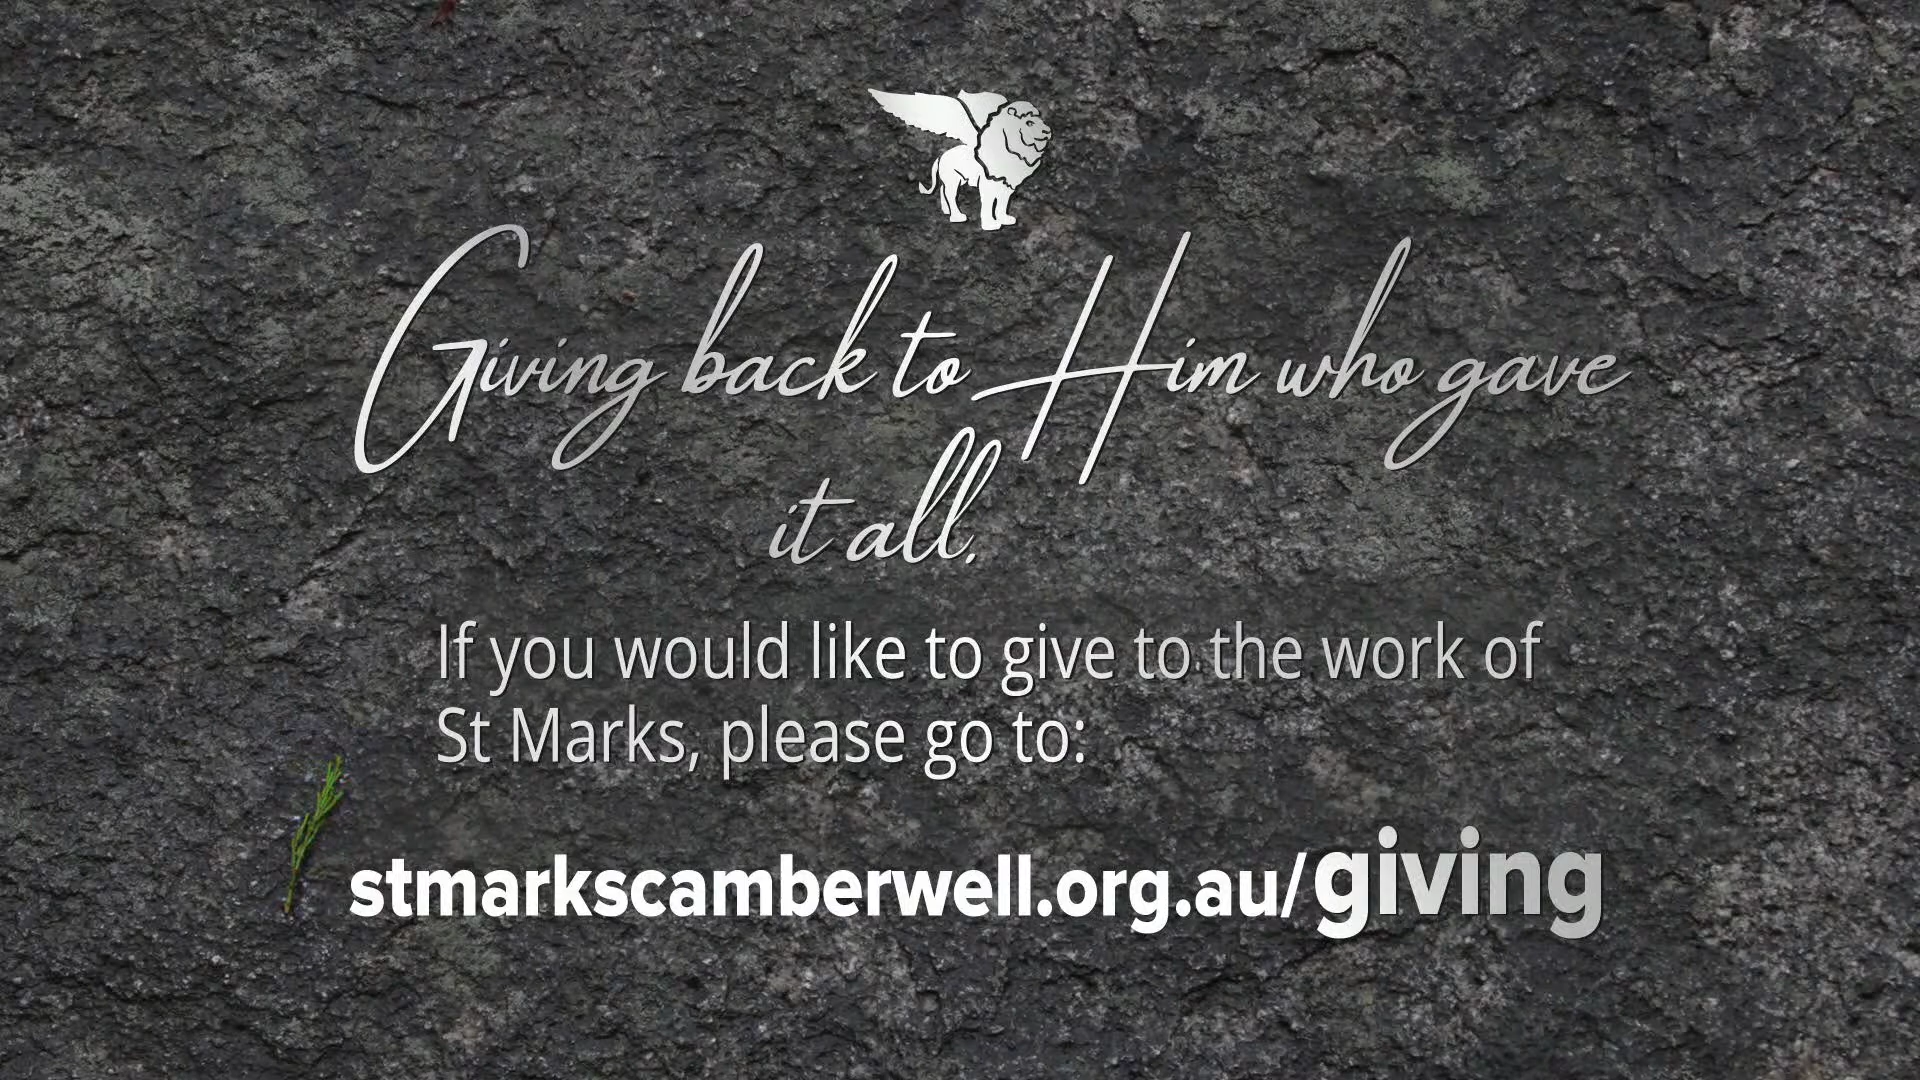 Giving back to Him who gave
it all.
If you would like to give to the work of
St Marks, please go to:
stmarkscamberwell.org.au/giving